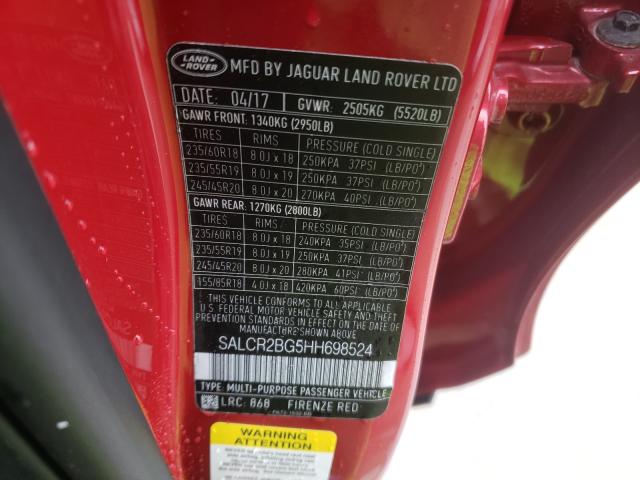 LAND-
ROVER
MFD BY JAGUAR LAND ROVER LTD
DATE: 04/17 GVWR: 2505KG (5520LB)
GAWR FRONT: 1340KG (2950LB)
TIRES RIMS PRESSURE (COLD SINGLE)
235/60R18 8.0J x 18 250KPA 37PSI (LB/PO²)
235/55R19 8.0J x 19 250KPA 37PSI (LB/PO²)
245/45R20 8.0J x 20 270KPA 40PSI (LB/PO²)
GAWR REAR: 1270KG (2800LB)
TIRES RIMS PRESSURE (COLD SINGLE)
235/60R18 8.0J x 18 240KPA 35PSI (LB/PO²)
235/55R19 8.0J x 19 250KPA 37PSI (LB/PO²)
245/45R20 8.0J x 20 280KPA 41PSI (LB/PO²)
155/85R18 4.0J x 18 420KPA 60PSI (LB/PO²)
THIS VEHICLE CONFORMS TO ALL APPLICABLE
U.S. FEDERAL MOTOR VEHICLE SAFETY AND
THEFT PREVENTION STANDARDS IN EFFECT
ON THE DATE OF MANUFACTURE SHOWN ABOVE
SALCR2BG5HH698524
TYPE: MULTI-PURPOSE PASSENGER VEHICLE
LRC: 868 FIRENZE RED
WARNING
ATTENTION